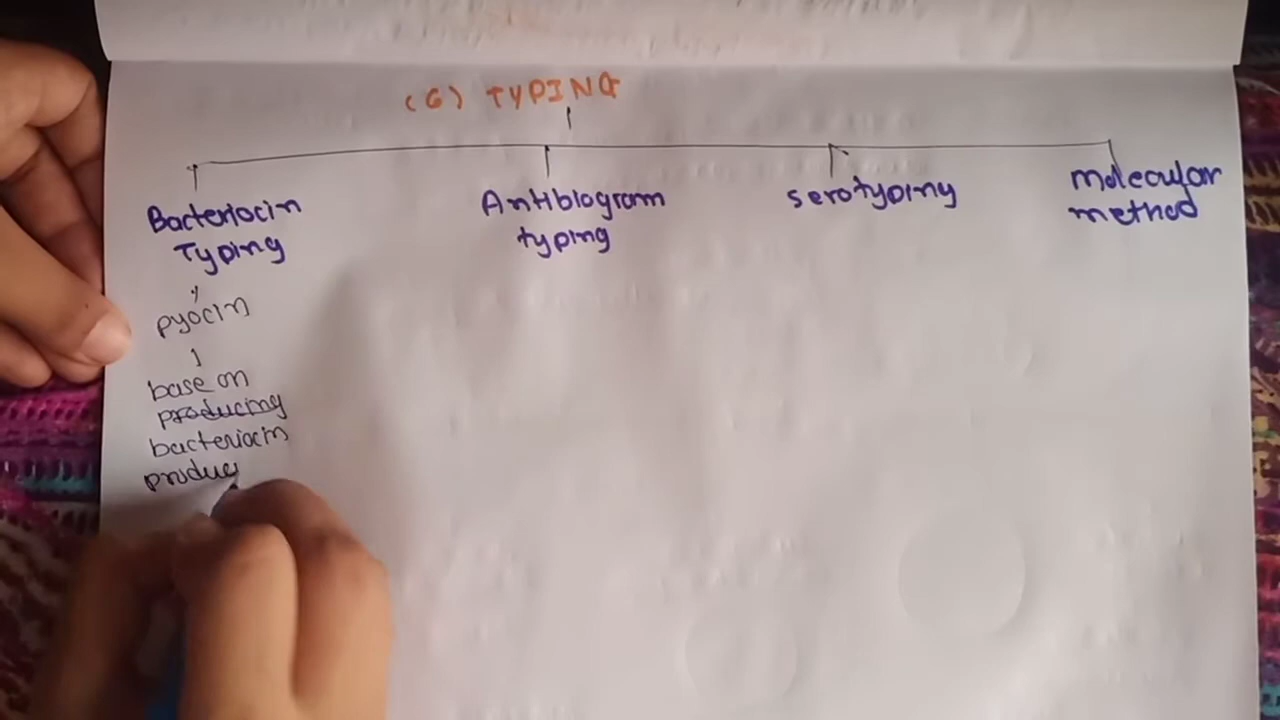 (6) TYPING
Bacteriocin
Typing
Antibiogram
typing
serotyping
molecular
method
pyocin
base on
producing
bacteriocin
produc